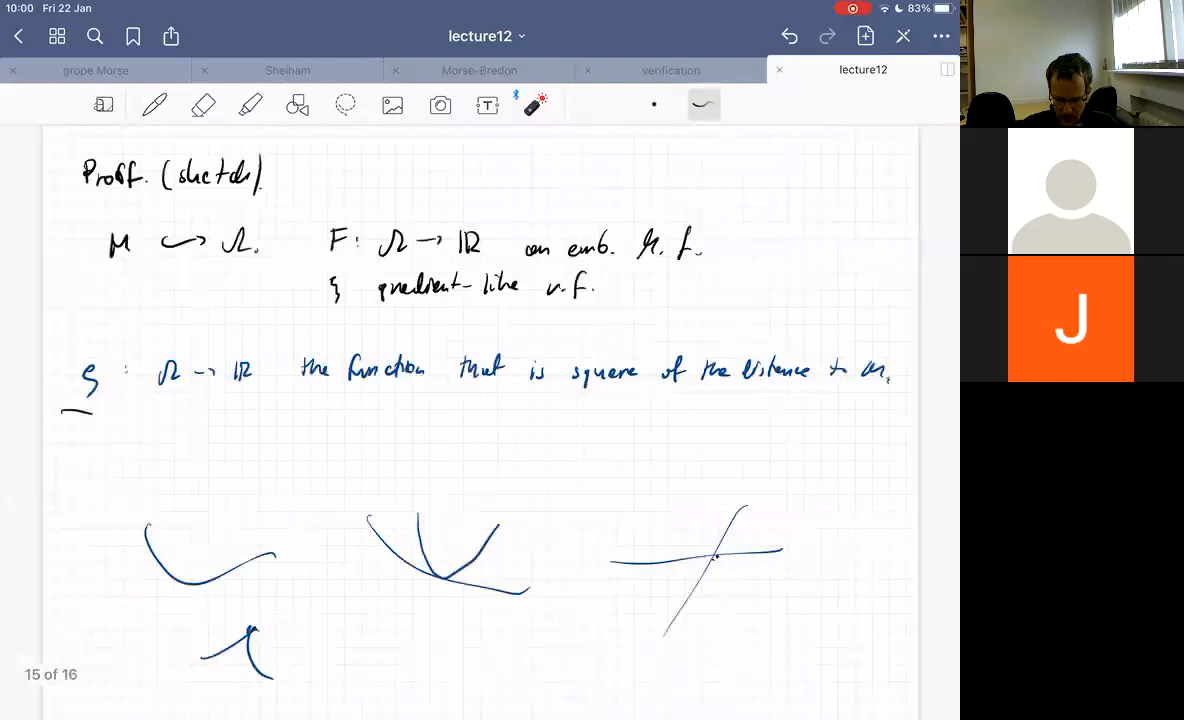 10:00 Fri 22 Jan
83%
lecture12
grope Morse
Sheiham
Morse-Bredon
verification
lecture12
Proof. (sketch)
M ↪ Ω. F: Ω → ℝ an emb. M. f.
ξ gradient-like v.f.
ρ : Ω → ℝ the function that is square of the distance to M.
15 of 16
J